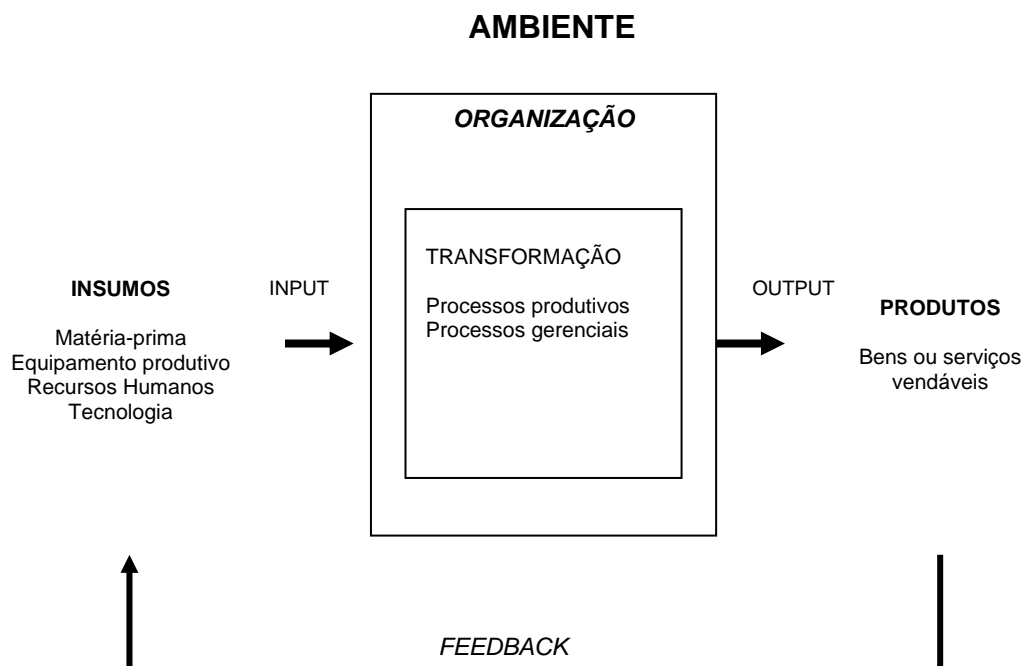 AMBIENTE
ORGANIZAÇÃO
INSUMOS
Matéria-prima
Equipamento produtivo
Recursos Humanos
Tecnologia
INPUT
TRANSFORMAÇÃO
Processos produtivos
Processos gerenciais
OUTPUT
PRODUTOS
Bens ou serviços
vendáveis
FEEDBACK